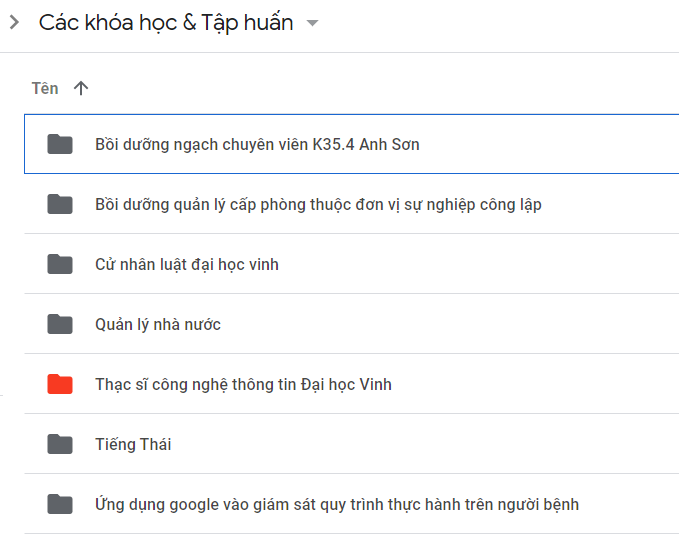 Các khóa học & Tập huấn
Tên
Bồi dưỡng ngạch chuyên viên K35.4 Anh Sơn
Bồi dưỡng quản lý cấp phòng thuộc đơn vị sự nghiệp công lập
Cử nhân luật đại học vinh
Quản lý nhà nước
Thạc sĩ công nghệ thông tin Đại học Vinh
Tiếng Thái
Ứng dụng google vào giám sát quy trình thực hành trên người bệnh